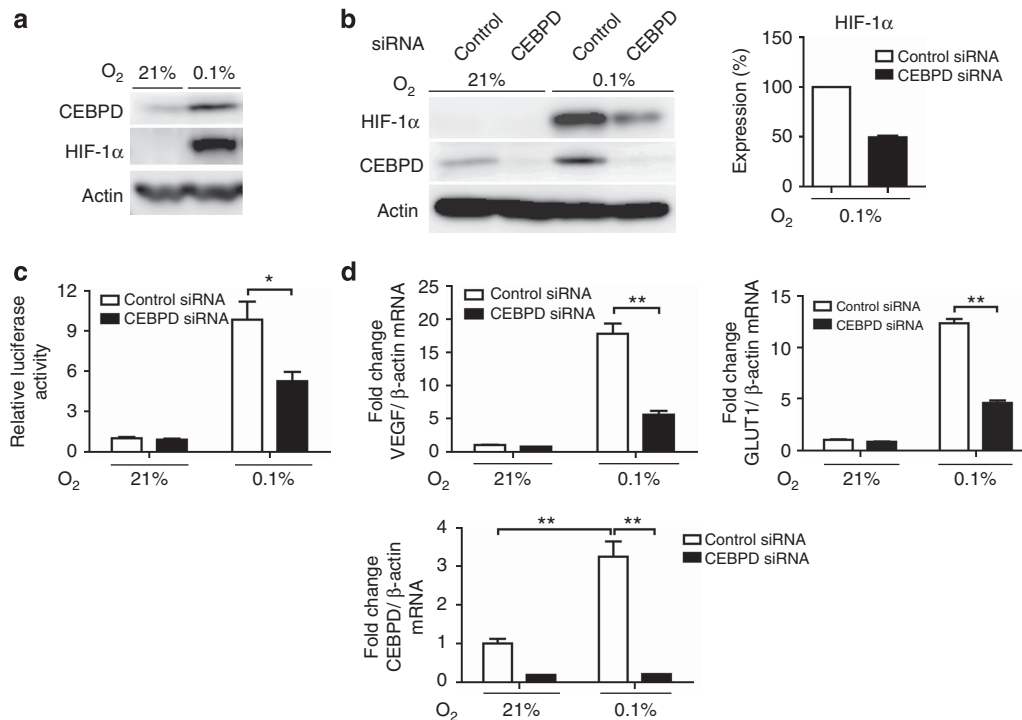 a
O2 21% 0.1%
CEBPD
HIF-1α
Actin
b
siRNA Control CEBPD Control CEBPD
O2 21% 0.1%
HIF-1α
CEBPD
Actin
HIF-1α
Control siRNA
CEBPD siRNA
Expression (%)
150
100
50
0
O2 0.1%
c
Control siRNA
CEBPD siRNA
*
Relative luciferase
activity
12
9
6
3
0
O2 21% 0.1%
d
Control siRNA
CEBPD siRNA
**
Fold change
VEGF/ β-actin mRNA
25
20
15
10
5
0
O2 21% 0.1%
Control siRNA
CEBPD siRNA
**
Fold change
GLUT1/ β-actin mRNA
15
10
5
0
O2 21% 0.1%
** **
Control siRNA
CEBPD siRNA
Fold change
CEBPD/ β-actin
mRNA
4
3
2
1
0
O2 21% 0.1%